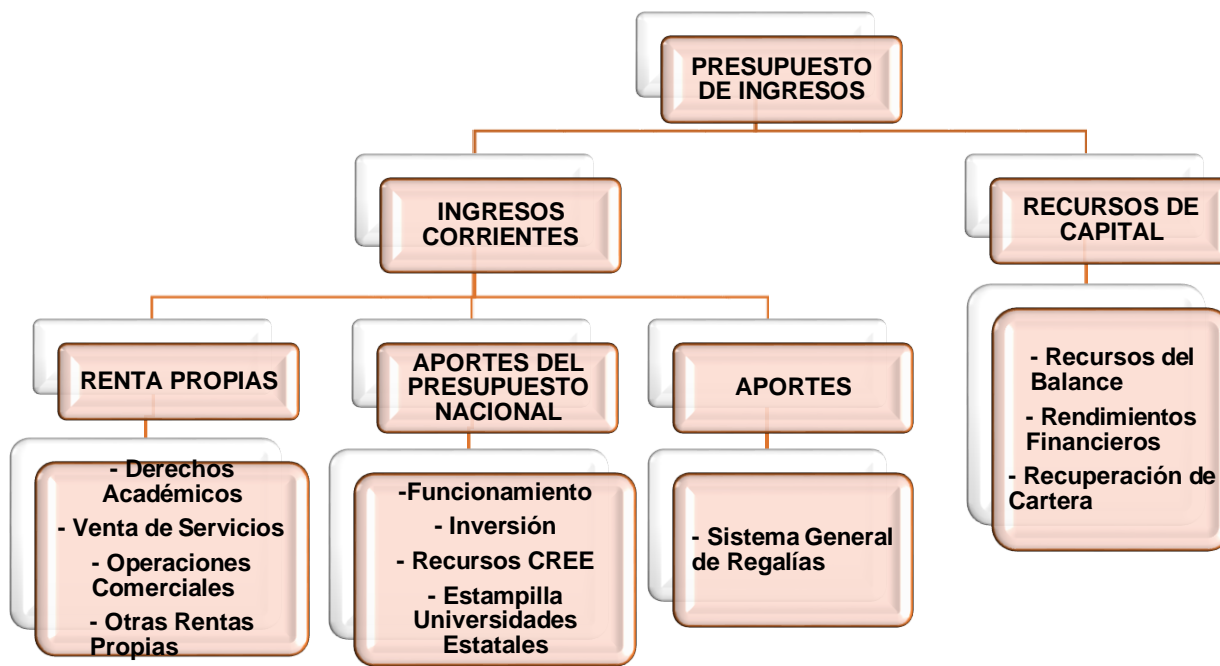 PRESUPUESTO
DE INGRESOS
INGRESOS
CORRIENTES
RECURSOS DE
CAPITAL
RENTA PROPIAS
APORTES DEL
PRESUPUESTO
NACIONAL
APORTES
- Derechos
Académicos
- Venta de Servicios
- Operaciones
Comerciales
- Otras Rentas
Propias
-Funcionamiento
- Inversión
- Recursos CREE
- Estampilla
Universidades
Estatales
- Sistema General
de Regalías
- Recursos del
Balance
- Rendimientos
Financieros
- Recuperación de
Cartera